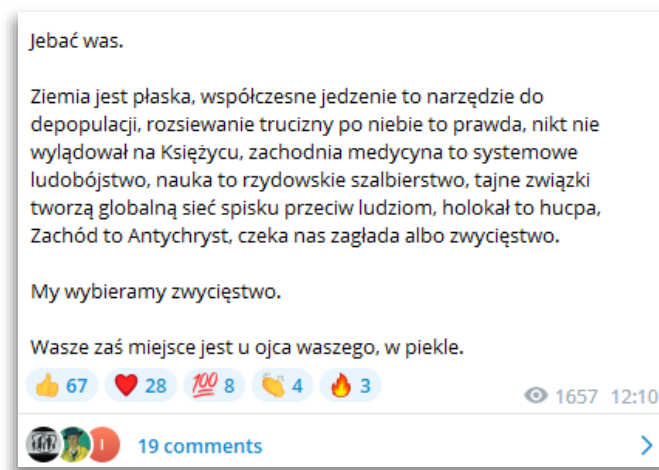 Jebać was.
Ziemia jest płaska, współczesne jedzenie to narzędzie do
depopulacji, rozsiewanie trucizny po niebie to prawda, nikt nie
wylądował na Księżycu, zachodnia medycyna to systemowe
ludobójstwo, nauka to rzydowskie szalbierstwo, tajne związki
tworzą globalną sieć spisku przeciw ludziom, holokał to hucpa,
Zachód to Antychryst, czeka nas zagłada albo zwycięstwo.
My wybieramy zwycięstwo.
Wasze zaś miejsce jest u ojca waszego, w piekle.
👍 67 ❤️ 28 💯 8 👏 4 🔥 3 1657 12:10
I 19 comments